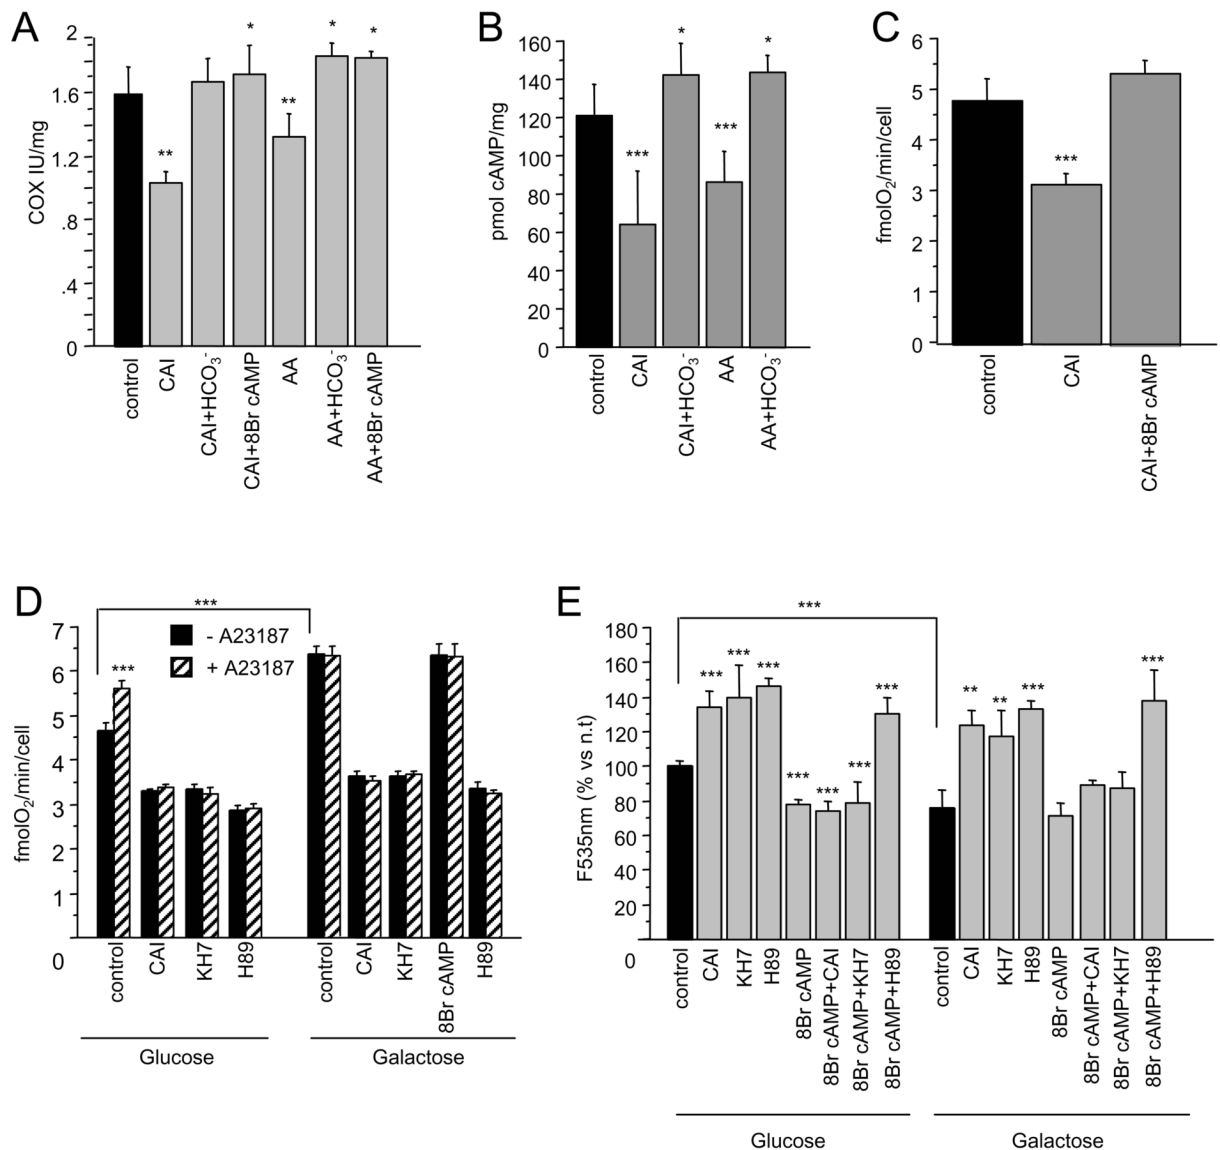 A
COX IU/mg
2
1.6
1.2
.8
.4
0
**
*
**
*
*
control
CAI
CAI+HCO3-
CAI+8Br cAMP
AA
AA+HCO3-
AA+8Br cAMP
B
pmol cAMP/mg
160
140
120
100
80
60
40
20
0
***
*
***
*
control
CAI
CAI+HCO3-
AA
AA+HCO3-
C
fmolO2/min/cell
6
5
4
3
2
1
0
***
control
CAI
CAI+8Br cAMP
D
***
- A23187
+ A23187
fmolO2/min/cell
7
6
5
4
3
2
1
0
***
control
CAI
KH7
H89
control
CAI
KH7
8Br cAMP
H89
Glucose
Galactose
E
***
F535nm (% vs n.t)
180
160
140
120
100
80
60
40
20
0
***
***
***
***
***
***
***
**
**
***
***
control
CAI
KH7
H89
8Br cAMP
8Br cAMP+CAI
8Br cAMP+KH7
8Br cAMP+H89
control
CAI
KH7
H89
8Br cAMP
8Br cAMP+CAI
8Br cAMP+KH7
8Br cAMP+H89
Glucose
Galactose